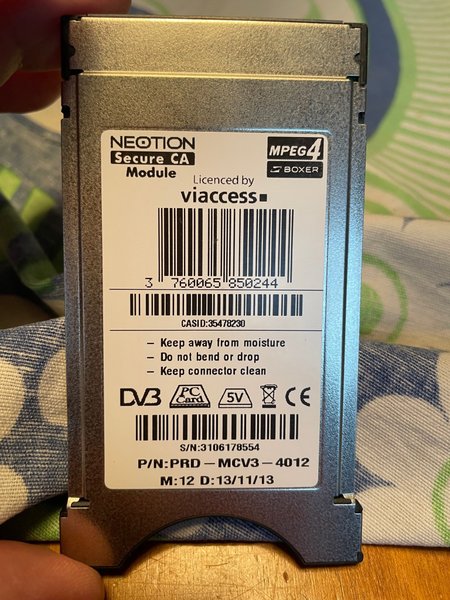 NEOTION
Secure CA
Module
MPEG4
BOXER
Licenced by
viaccess
3 760065 850244
CASID:35478230
– Keep away from moisture
– Do not bend or drop
– Keep connector clean
DVB PC Card 5V CE
S/N:3106178554
P/N:PRD – MCV3 – 4012
M:12 D:13/11/13